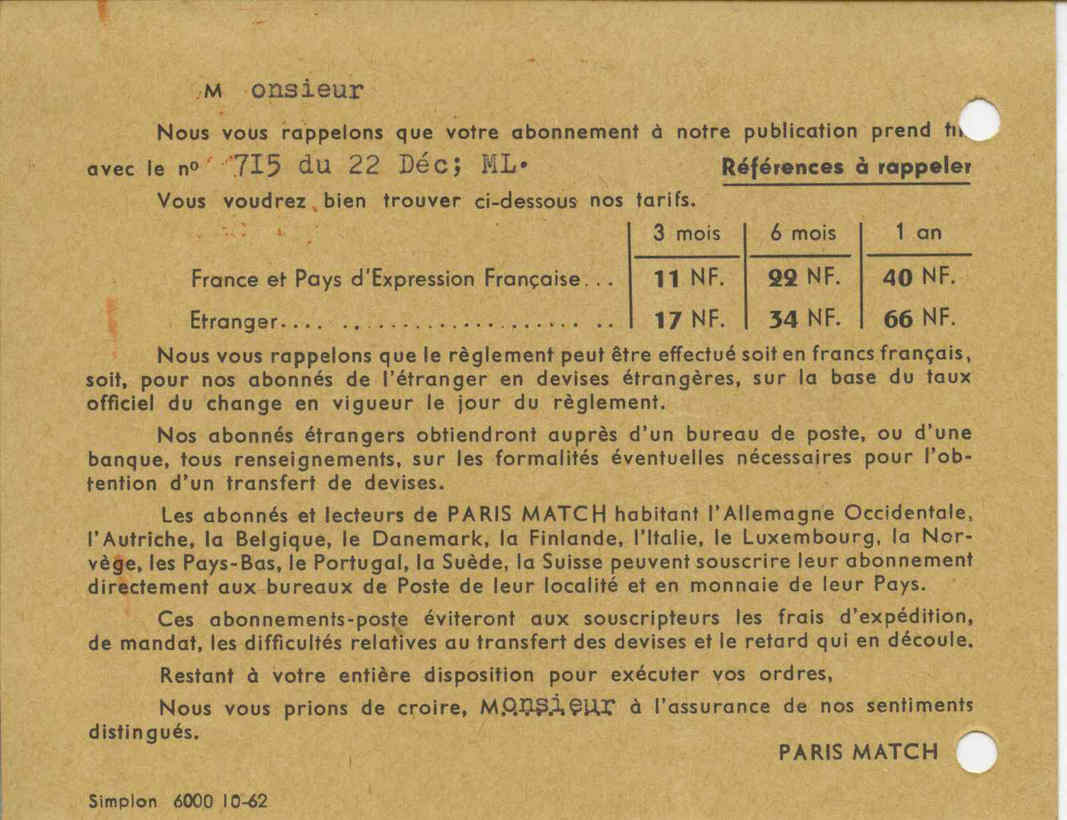 M onsieur
Nous vous rappelons que votre abonnement à notre publication prend
avec le nº 715 du 22 Déc; ML. Références à rappeler
Vous voudrez bien trouver ci-dessous nos tarifs.
3 mois 6 mois 1 an
France et Pays d'Expression Française... 11 NF. 22 NF. 40 NF.
Etranger.... ...................... .. 17 NF. 34 NF. 66 NF.
Nous vous rappelons que le règlement peut être effectué soit en francs français,
soit, pour nos abonnés de l'étranger en devises étrangères, sur la base du taux
officiel du change en vigueur le jour du règlement.
Nos abonnés étrangers obtiendront auprès d'un bureau de poste, ou d'une
banque, tous renseignements, sur les formalités éventuelles nécessaires pour l'ob-
tention d'un transfert de devises.
Les abonnés et lecteurs de PARIS MATCH habitant l'Allemagne Occidentale,
l'Autriche, la Belgique, le Danemark, la Finlande, l'Italie, le Luxembourg, la Nor-
vège, les Pays-Bas, le Portugal, la Suède, la Suisse peuvent souscrire leur abonnement
directement aux bureaux de Poste de leur localité et en monnaie de leur Pays.
Ces abonnements-poste éviteront aux souscripteurs les frais d'expédition,
de mandat, les difficultés relatives au transfert des devises et le retard qui en découle.
Restant à votre entière disposition pour exécuter vos ordres,
Nous vous prions de croire, Monsieur à l'assurance de nos sentiments
distingués.
PARIS MATCH
Simplon 6000 10-62